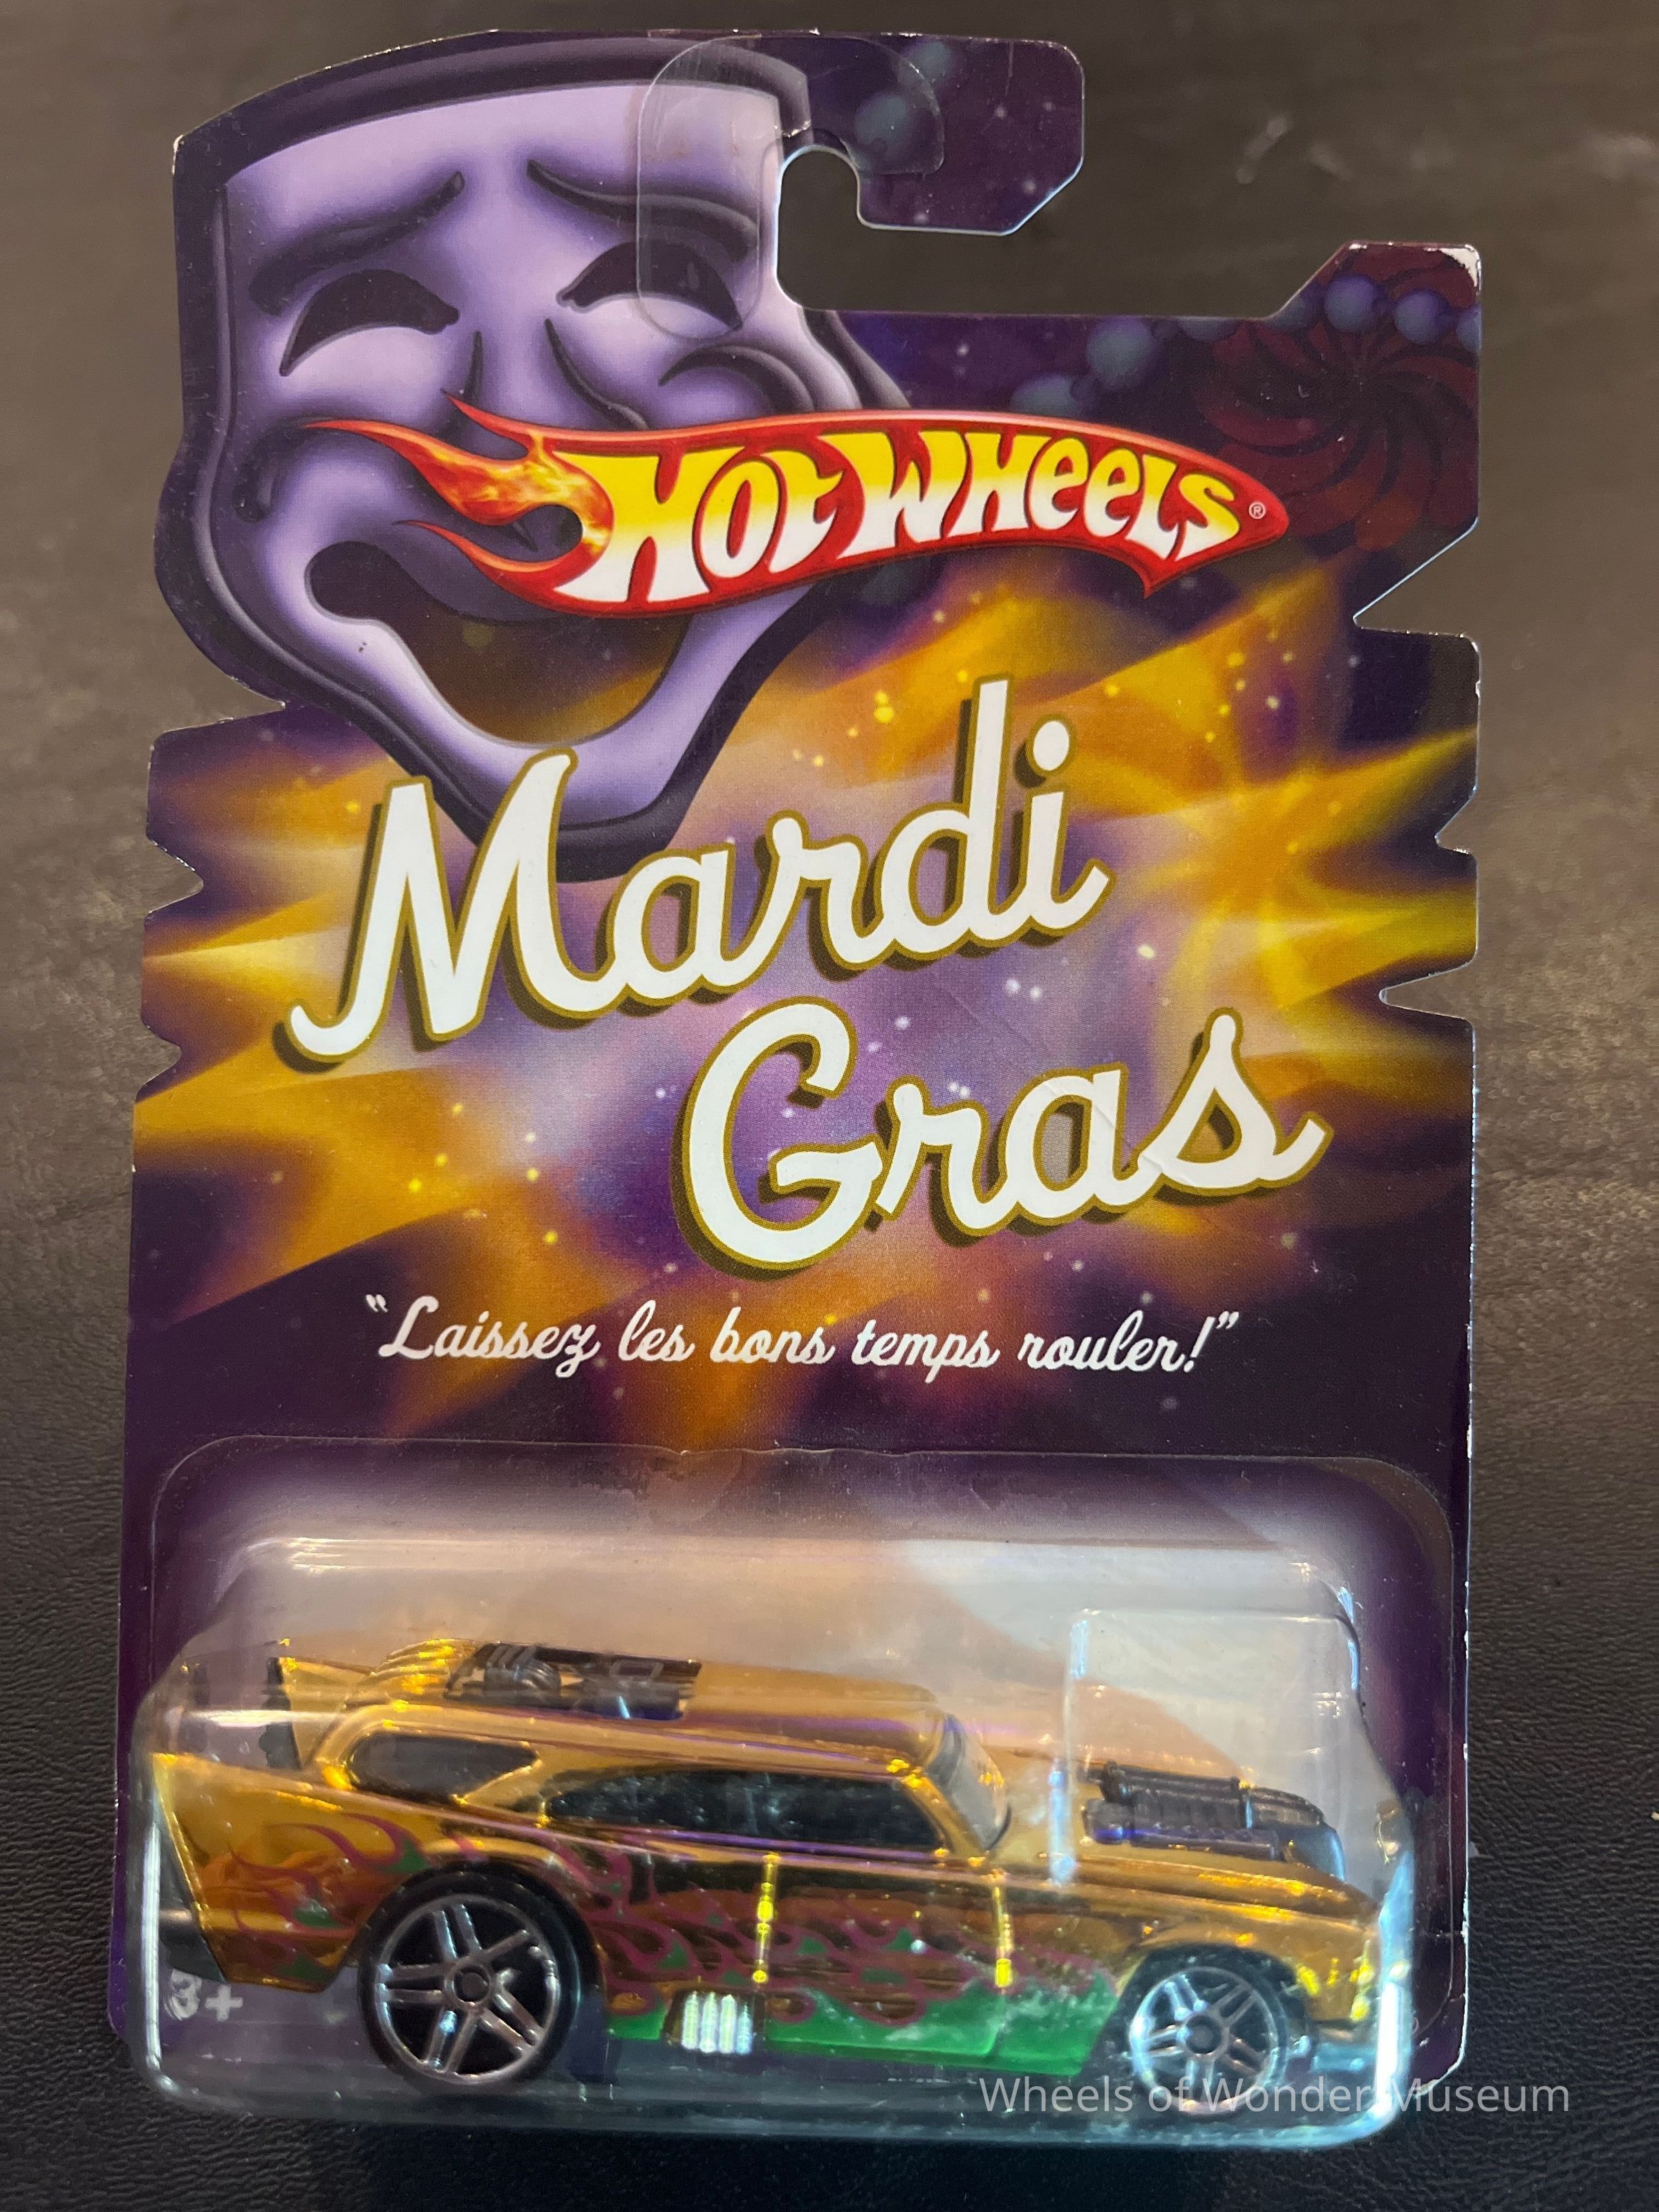 Hot Wheels®
Mardi
Gras
"Laissez les bons temps rouler!"
3+
Wheels of Wonder Museum